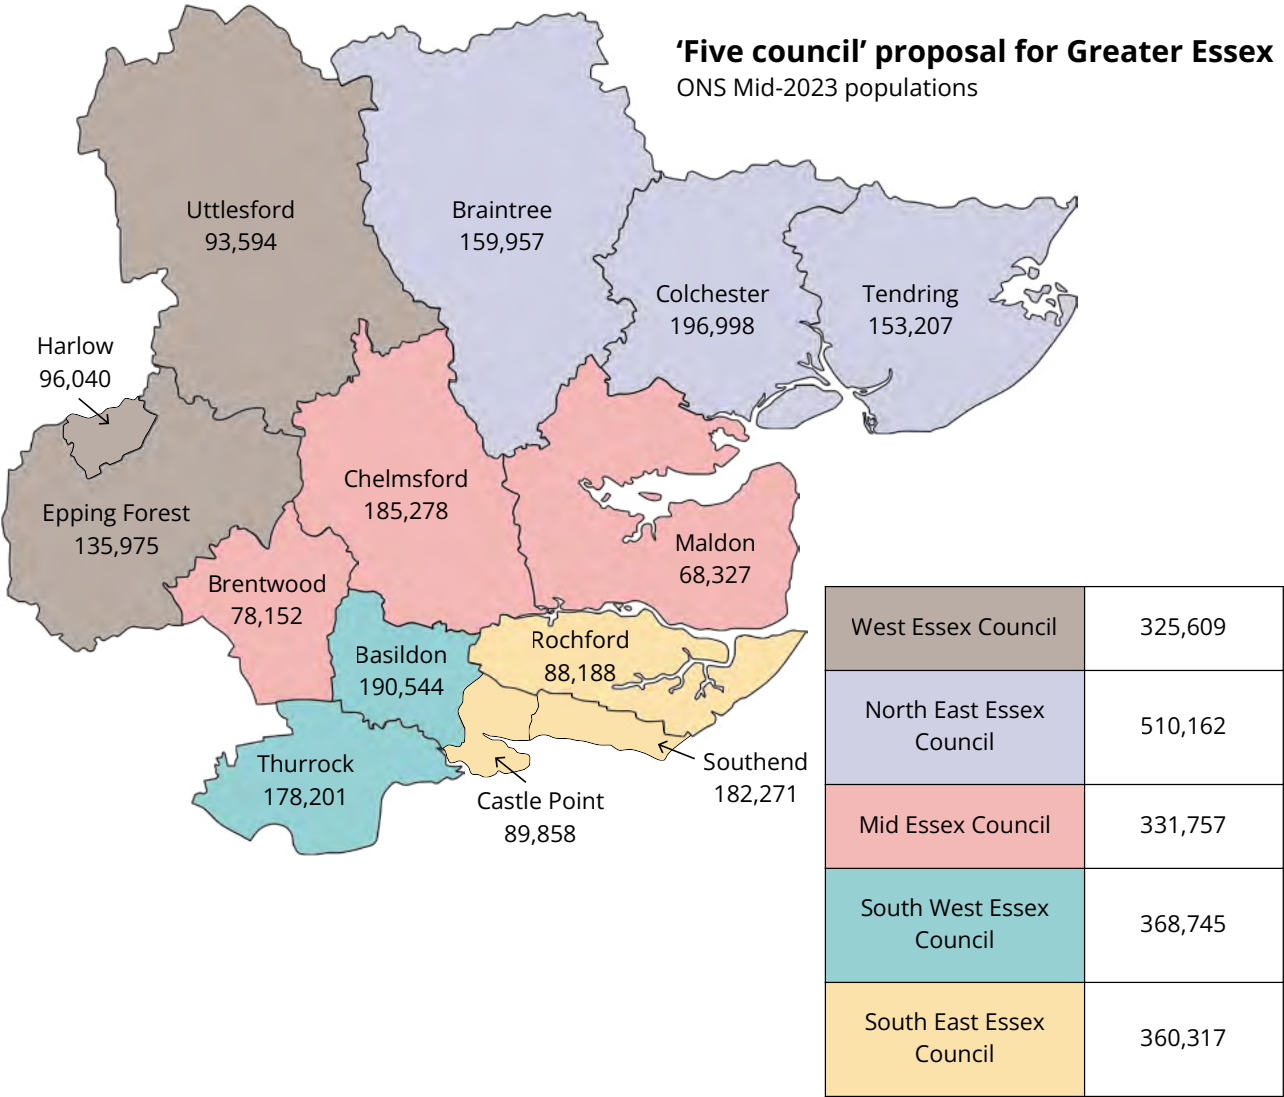 ‘Five council’ proposal for Greater Essex
ONS Mid-2023 populations
Uttlesford
93,594
Braintree
159,957
Colchester
196,998
Tendring
153,207
Harlow
96,040
Chelmsford
185,278
Epping Forest
135,975
Maldon
68,327
Brentwood
78,152
Rochford
88,188
Basildon
190,544
Thurrock
178,201
Southend
182,271
Castle Point
89,858
West Essex Council
325,609
North East Essex
Council
510,162
Mid Essex Council
331,757
South West Essex
Council
368,745
South East Essex
Council
360,317